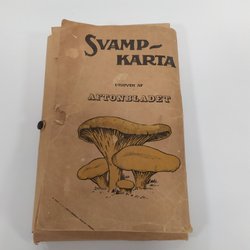 SVAMP-
KARTA
UTGIVEN AF
AFTONBLADET